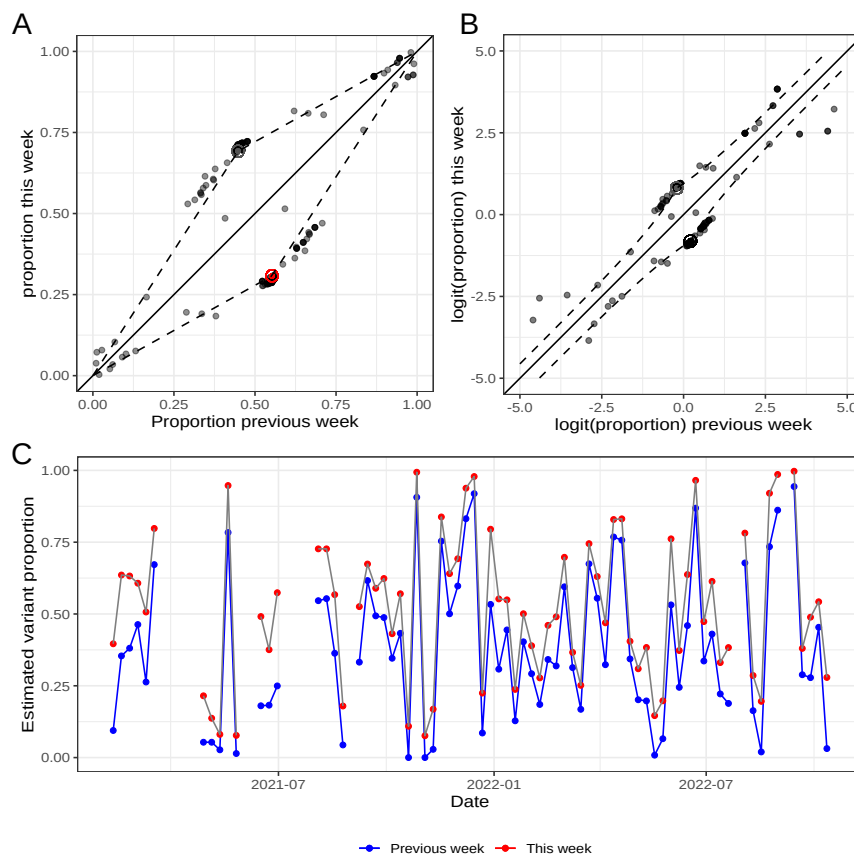 A
1.00
0.75
0.50
0.25
0.00
proportion this week
0.00 0.25 0.50 0.75 1.00
Proportion previous week
B
5.0
2.5
0.0
-2.5
-5.0
logit(proportion) this week
-5.0 -2.5 0.0 2.5 5.0
logit(proportion) previous week
C
1.00
0.75
0.50
0.25
0.00
Estimated variant proportion
2021-07 2022-01 2022-07
Date
Previous week This week